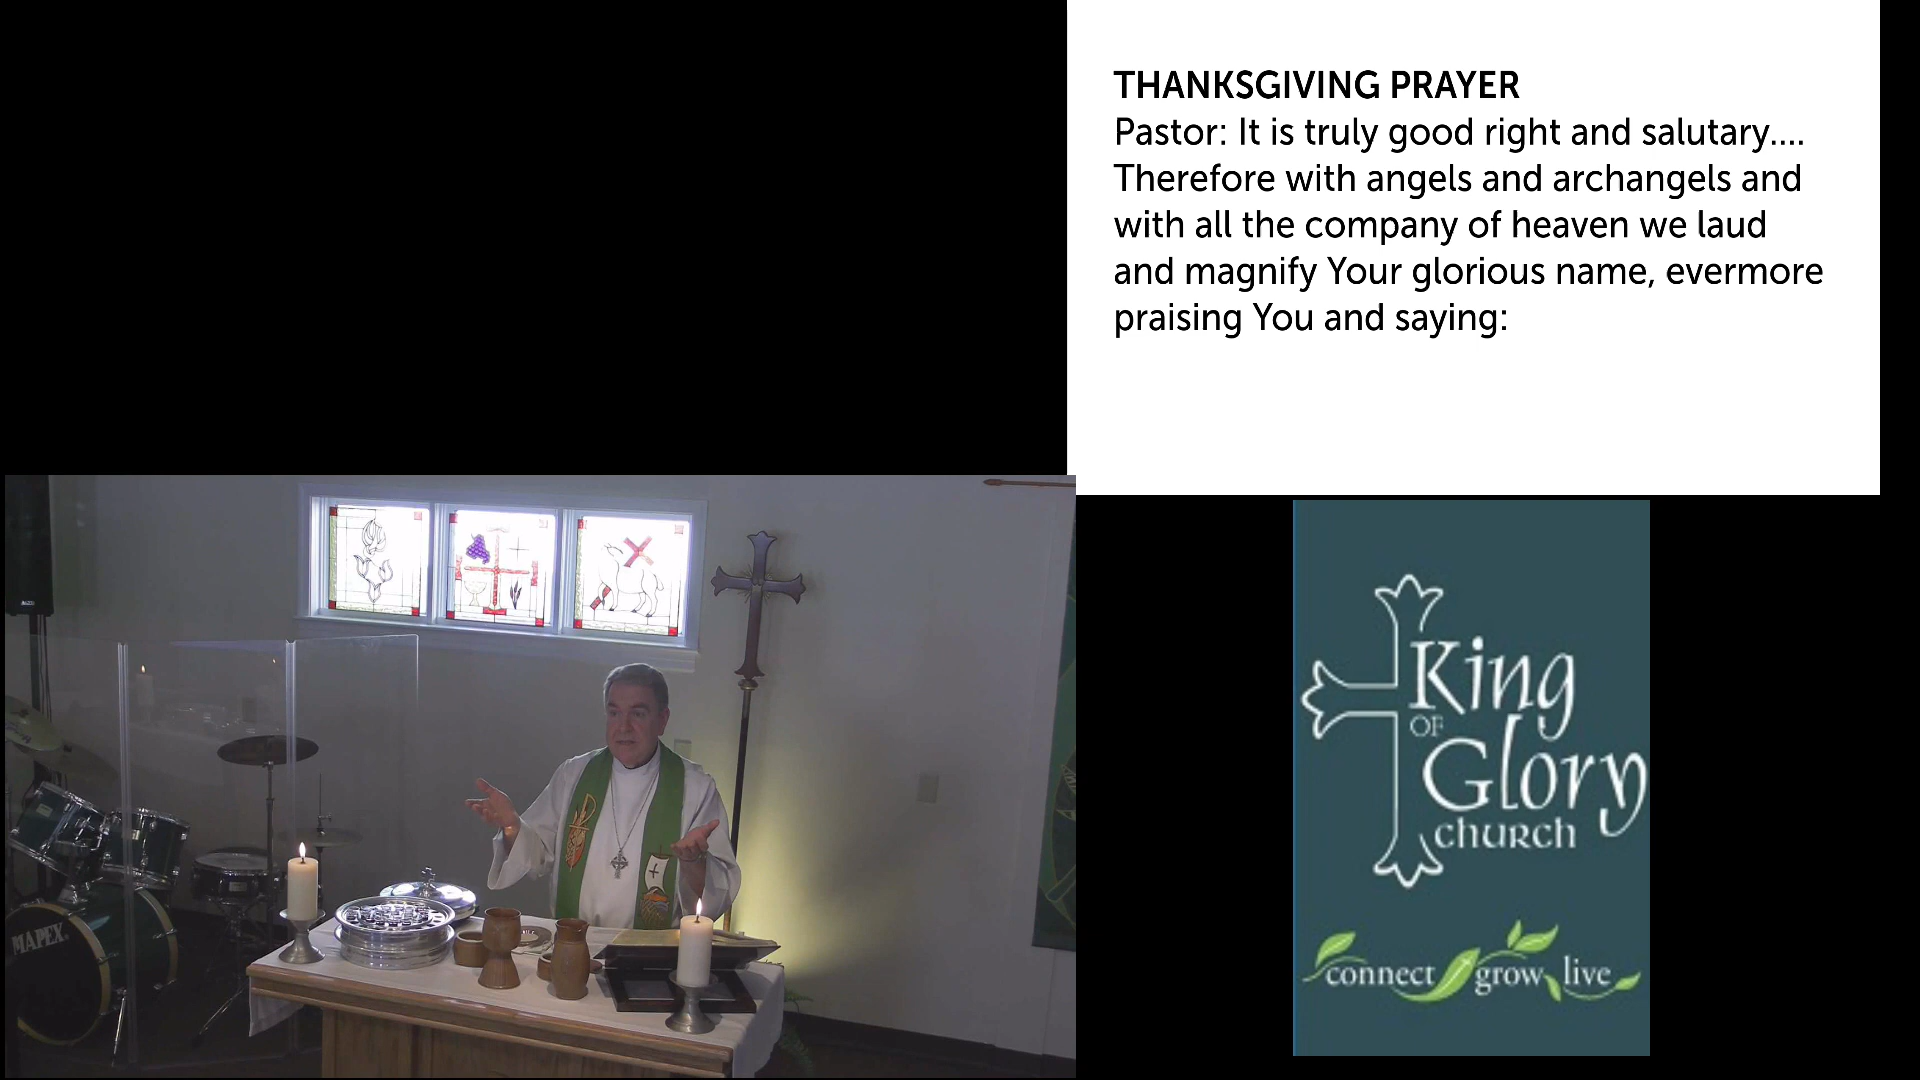 THANKSGIVING PRAYER
Pastor: It is truly good right and salutary....
Therefore with angels and archangels and
with all the company of heaven we laud
and magnify Your glorious name, evermore
praising You and saying:
MAPEX
King
OF
Glory
church
connect grow live